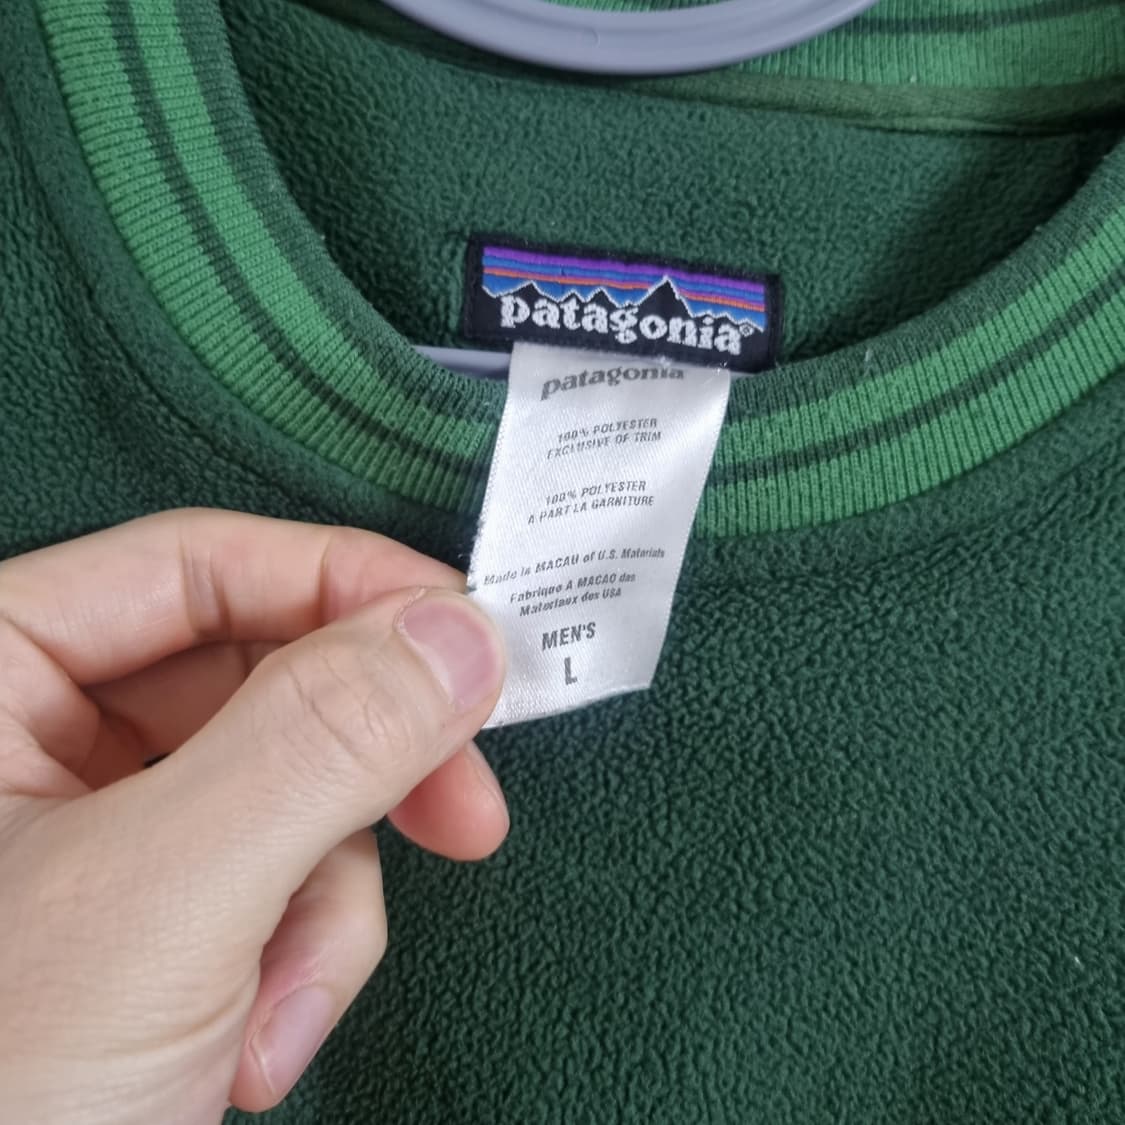 patagonia®
patagonia
100% POLYESTER
EXCLUSIVE OF TRIM
100% POLYESTER
A PART LA GARNITURE
Made in MACAU of U.S. Materials
Fabrique A MACAO das
Materiaux des USA
MEN'S
L